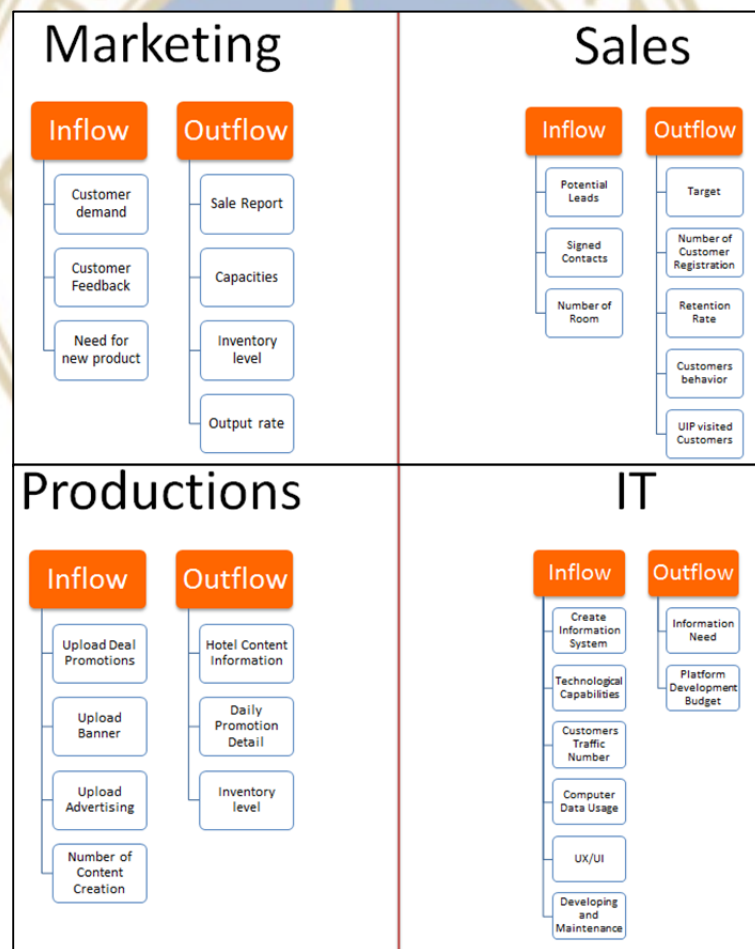 Marketing
Inflow
Customer
demand
Customer
Feedback
Need for
new product
Outflow
Sale Report
Capacities
Inventory
level
Output rate
Sales
Inflow
Potential
Leads
Signed
Contacts
Number of
Room
Outflow
Target
Number of
Customer
Registration
Retention
Rate
Customers
behavior
UIP visited
Customers
Productions
Inflow
Upload Deal
Promotions
Upload
Banner
Upload
Advertising
Number of
Content
Creation
Outflow
Hotel Content
Information
Daily
Promotion
Detail
Inventory
level
IT
Inflow
Create
Information
System
Technological
Capabilities
Customers
Traffic
Number
Computer
Data Usage
UX/UI
Developing
and
Maintenance
Outflow
Information
Need
Platform
Development
Budget